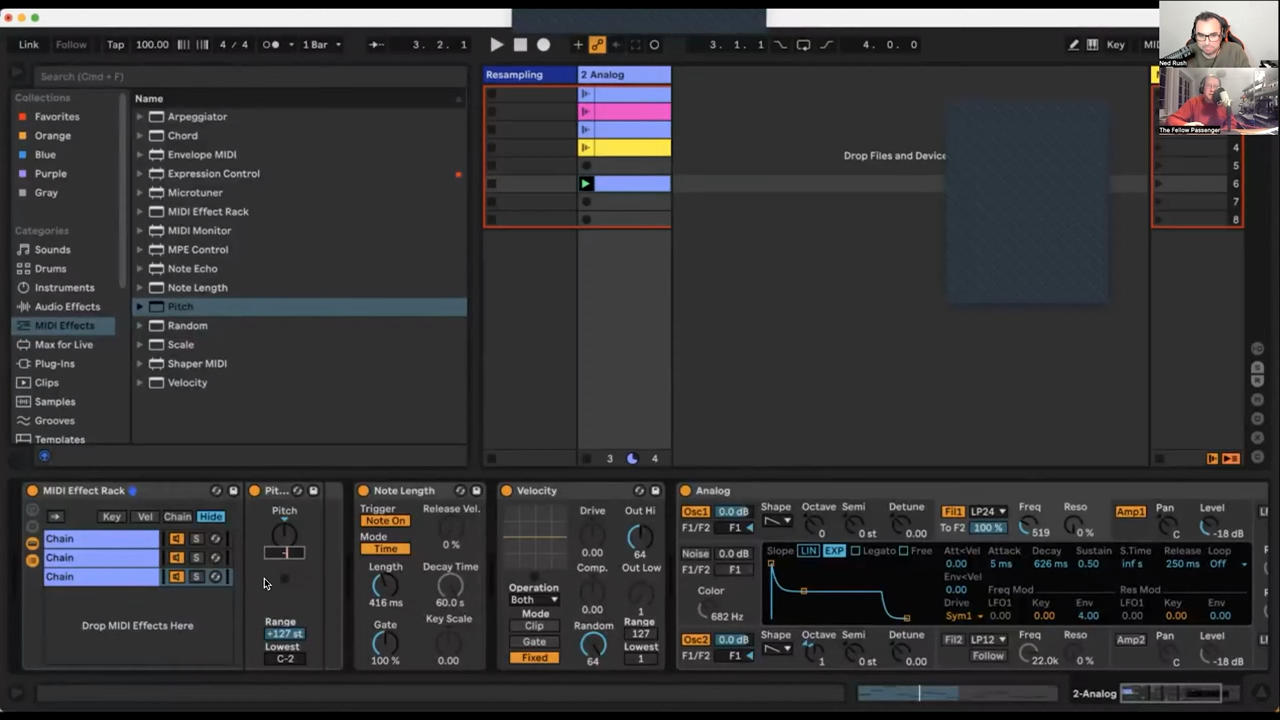 Link Follow Tap 100.00 4 / 4 1 Bar 3. 2. 1 3. 1. 1 4. 0. 0 Key MIDI
Ned Rush
The Fellow Passenger
Search (Cmd + F)
Collections
Favorites
Orange
Blue
Purple
Gray
Categories
Sounds
Drums
Instruments
Audio Effects
MIDI Effects
Max for Live
Plug-Ins
Clips
Samples
Grooves
Templates
Name
Arpeggiator
Chord
Envelope MIDI
Expression Control
Microtuner
MIDI Effect Rack
MIDI Monitor
MPE Control
Note Echo
Note Length
Pitch
Random
Scale
Shaper MIDI
Velocity
Resampling 2 Analog
Drop Files and Device
4
5
6
7
8
3 4
MIDI Effect Rack
Key Vel Chain Hide
Chain S
Chain S
Chain S
Drop MIDI Effects Here
Pit...
Pitch
Range
+127 st
Lowest
C-2
Note Length
Trigger
Note On
Mode
Time
Length
416 ms
Gate
100 %
Release Vel.
0 %
Decay Time
60.0 s
Key Scale
0.00
Velocity
Operation
Both
Mode
Clip
Gate
Fixed
Drive
0.00
Comp.
0.00
Random
64
Out Hi
64
Out Low
1
Range
127
Lowest
1
Analog
Osc1 0.0 dB
F1/F2 F1
Shape Octave Semi Detune
0 0 st 0.00
Noise 0.0 dB
F1
Color
682 Hz
Osc2 0.0 dB
F1/F2 F1
Shape Octave Semi Detune
1 0 st 0.00
Fil1 LP24
To F2 100 %
Freq Reso
519 0 %
Amp1 Pan Level
C -18 dB
Slope LIN EXP Legato Free
Att<Vel Attack Decay Sustain S.Time Release Loop
0.00 5 ms 626 ms 0.50 inf s 250 ms Off
Env<Vel
0.00 Freq Mod Res Mod
Drive LFO1 Key Env LFO1 Key Env
Sym1 0.00 0.00 4.00 0.00 0.00 0.00
Fil2 LP12
Follow
Freq Reso
22.0k 0 %
Amp2 Pan Level
C -18 dB
2-Analog